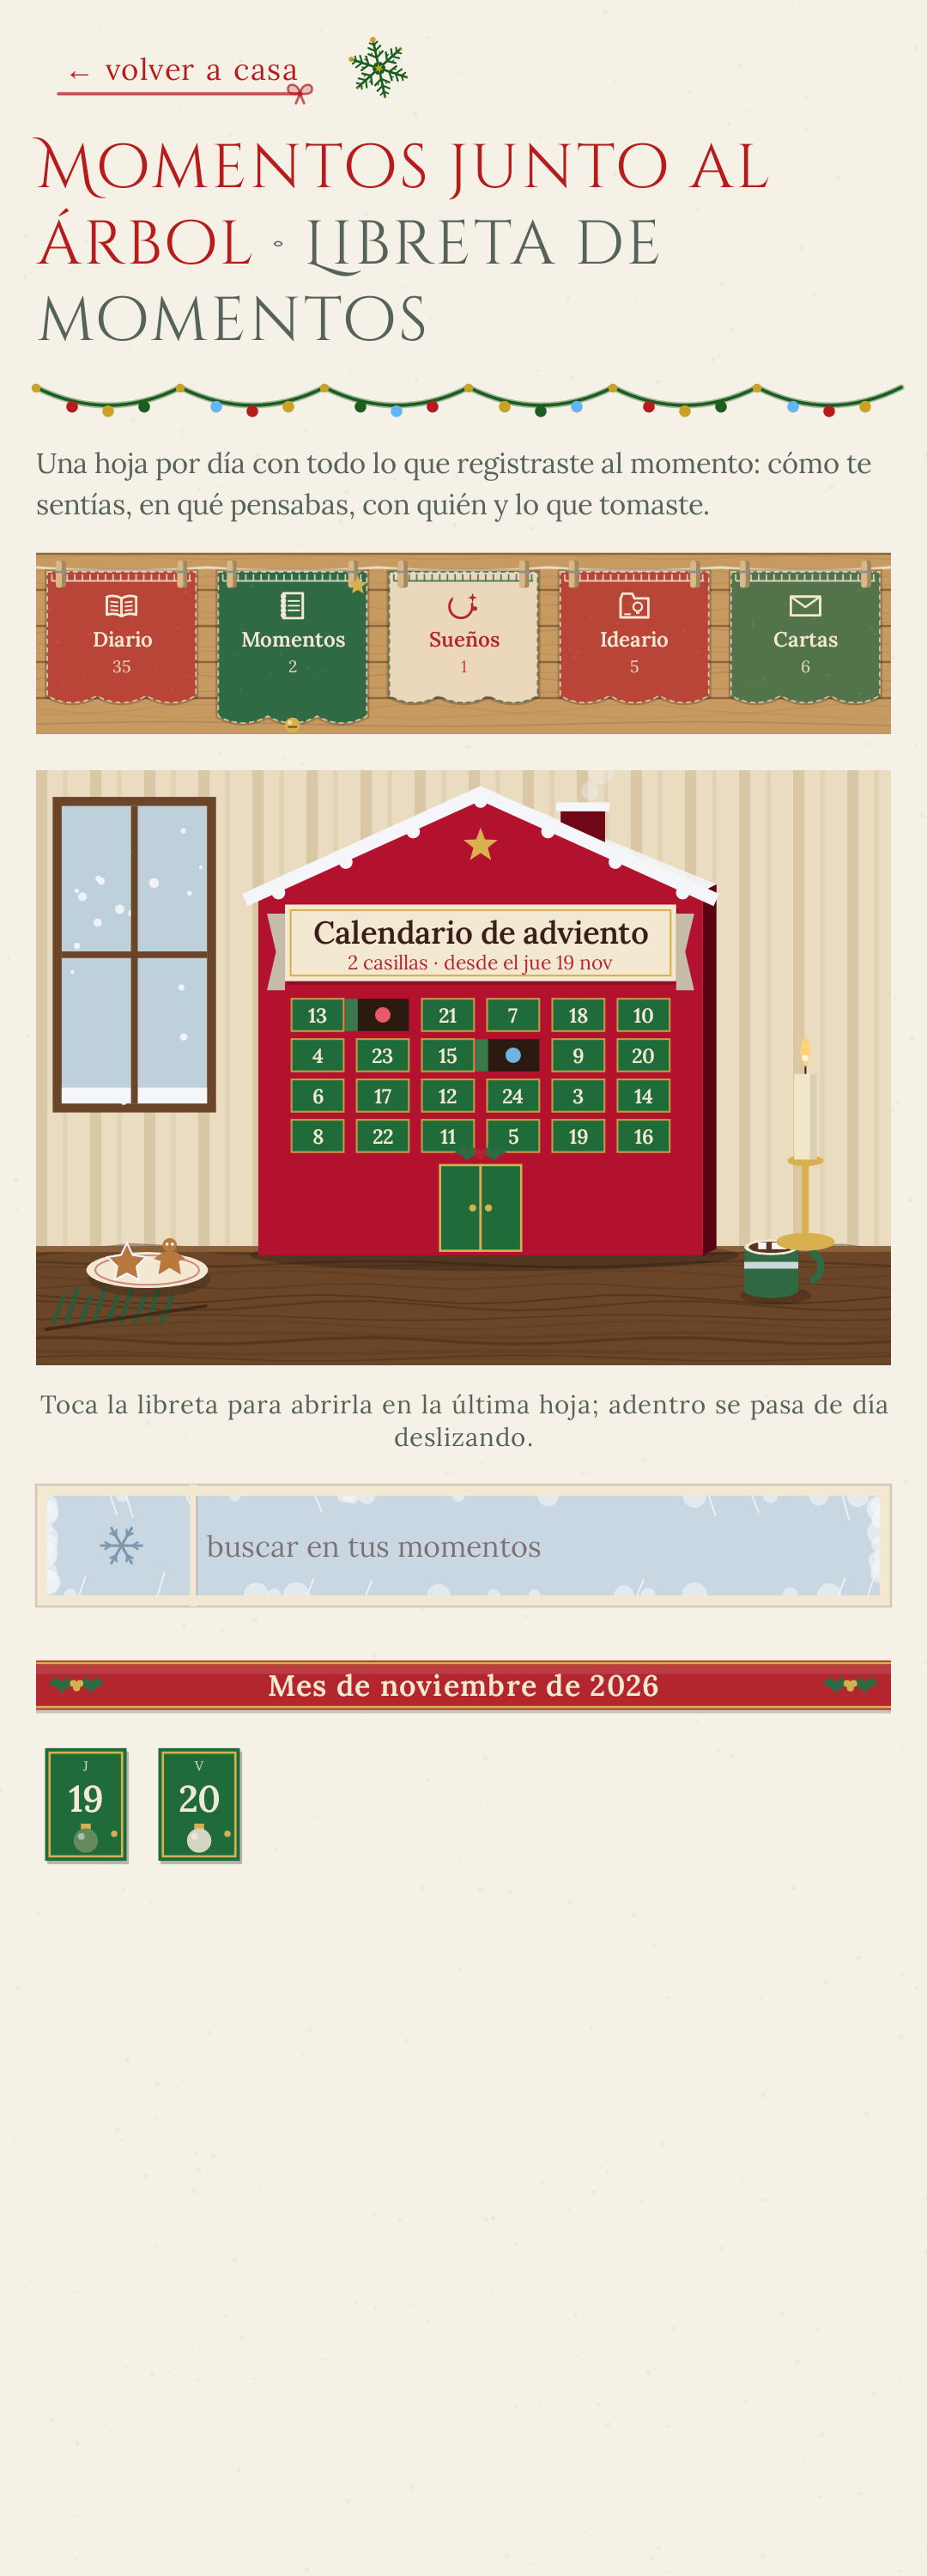 ← volver a casa
Momentos junto al
árbol · Libreta de
momentos
Una hoja por día con todo lo que registraste al momento: cómo te
sentías, en qué pensabas, con quién y lo que tomaste.
Diario
35
Momentos
2
Sueños
1
Ideario
5
Cartas
6
Calendario de adviento
2 casillas · desde el jue 19 nov
13 21 7 18 10
4 23 15 9 20
6 17 12 24 3 14
8 22 11 5 19 16
Toca la libreta para abrirla en la última hoja; adentro se pasa de día
deslizando.
buscar en tus momentos
Mes de noviembre de 2026
J
19
V
20